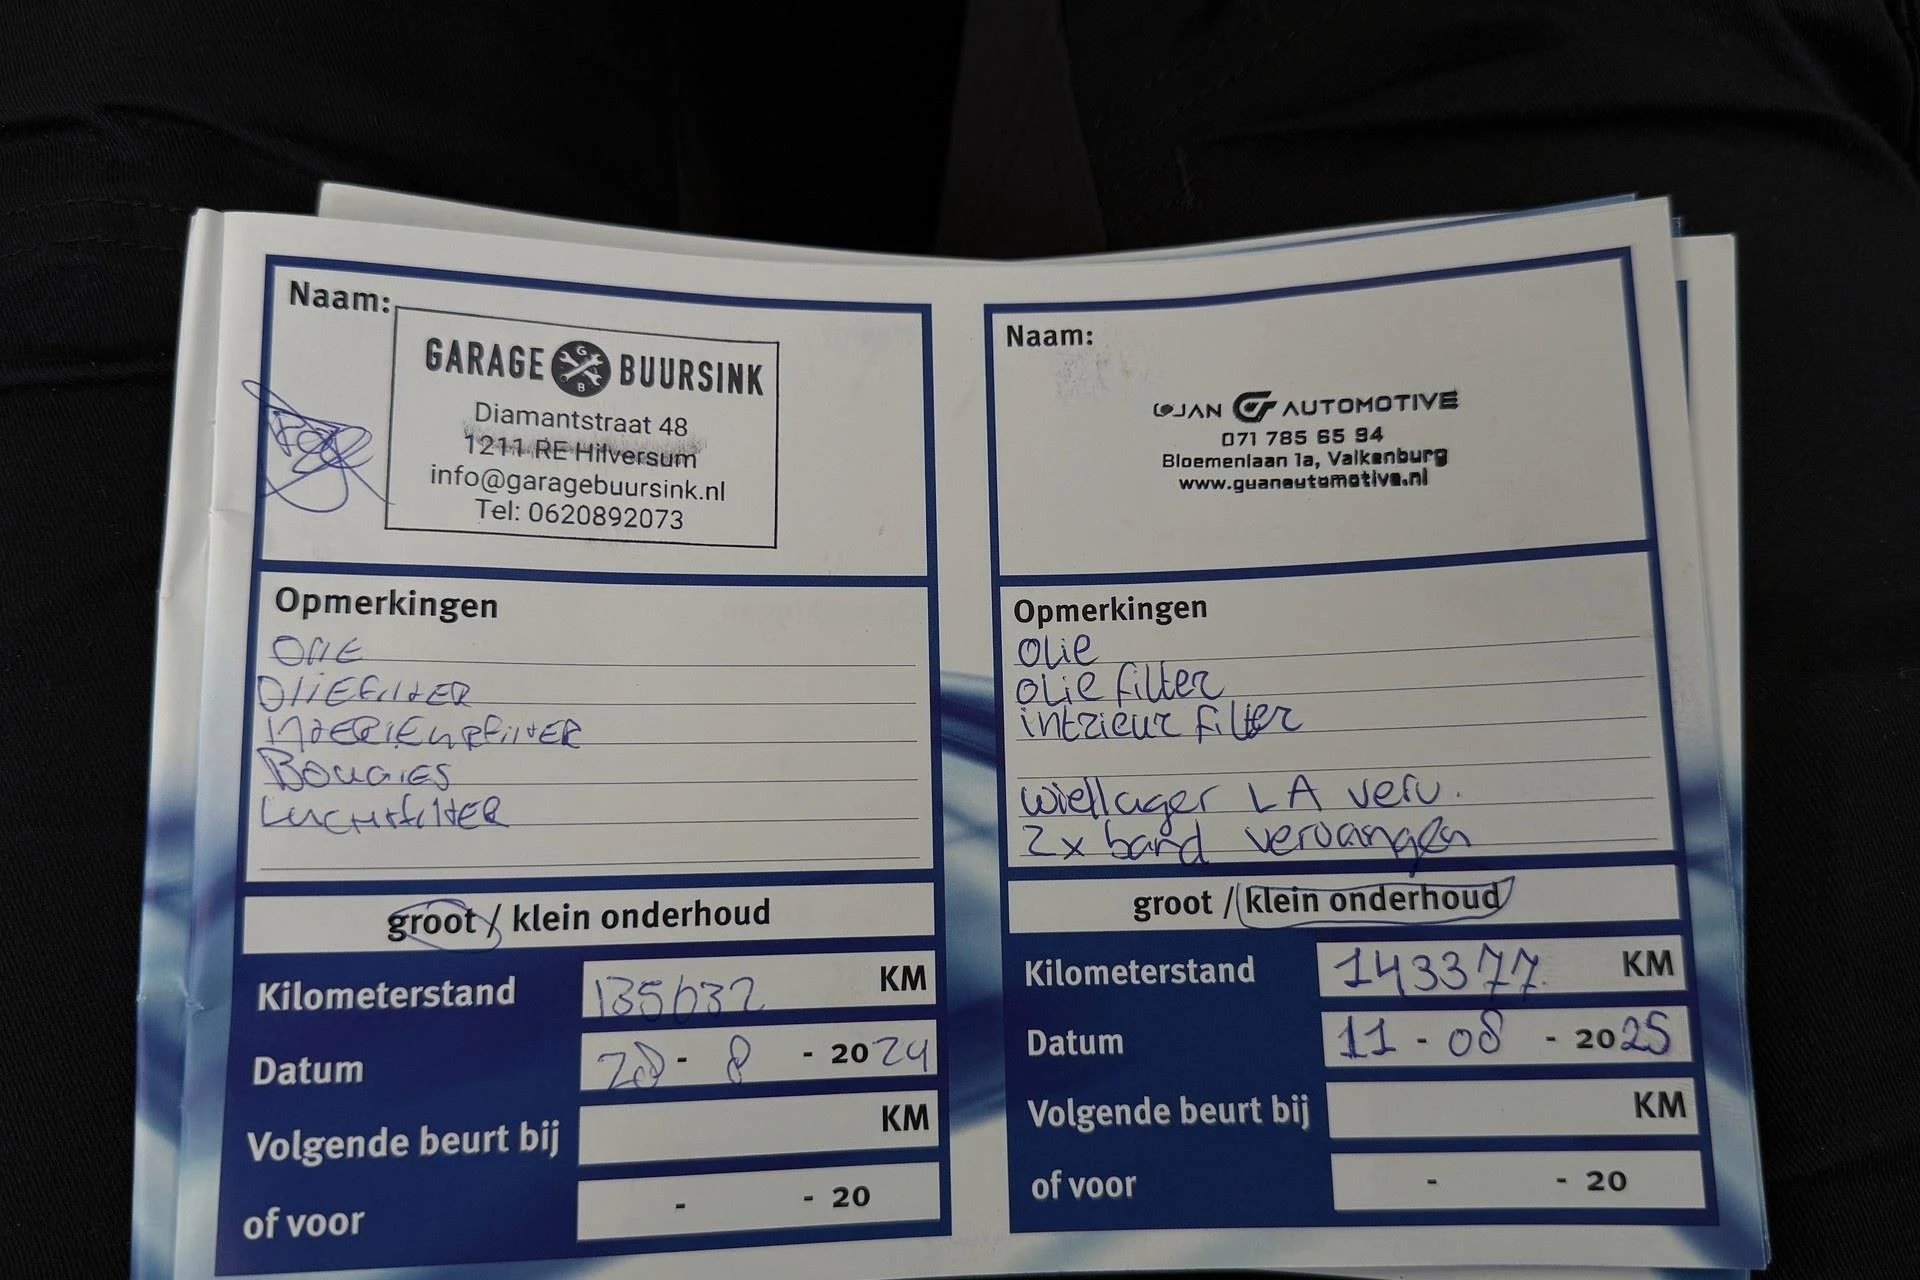 Naam:
GARAGE G B BUURSINK
Diamantstraat 48
1211 RE Hilversum
info@garagebuursink.nl
Tel: 0620892073
Opmerkingen
OliE
OliEfiltER
INTERIEURfiltER
BOUGIES
LUCHtfiltER
groot / klein onderhoud
Kilometerstand 135632 KM
Datum 28 - 8 - 2024
Volgende beurt bij KM
of voor - - 20
Naam:
AUTOMOTIVE
071 785 65 94
Bloemenlaan 1a, Valkenburg
www.guanautomotive.nl
Opmerkingen
Olie
Olie filter
intrieur filter
wiellager LA verv.
2x band vervangen
groot / klein onderhoud
Kilometerstand 143377 KM
Datum 11 - 08 - 2025
Volgende beurt bij KM
of voor - - 20